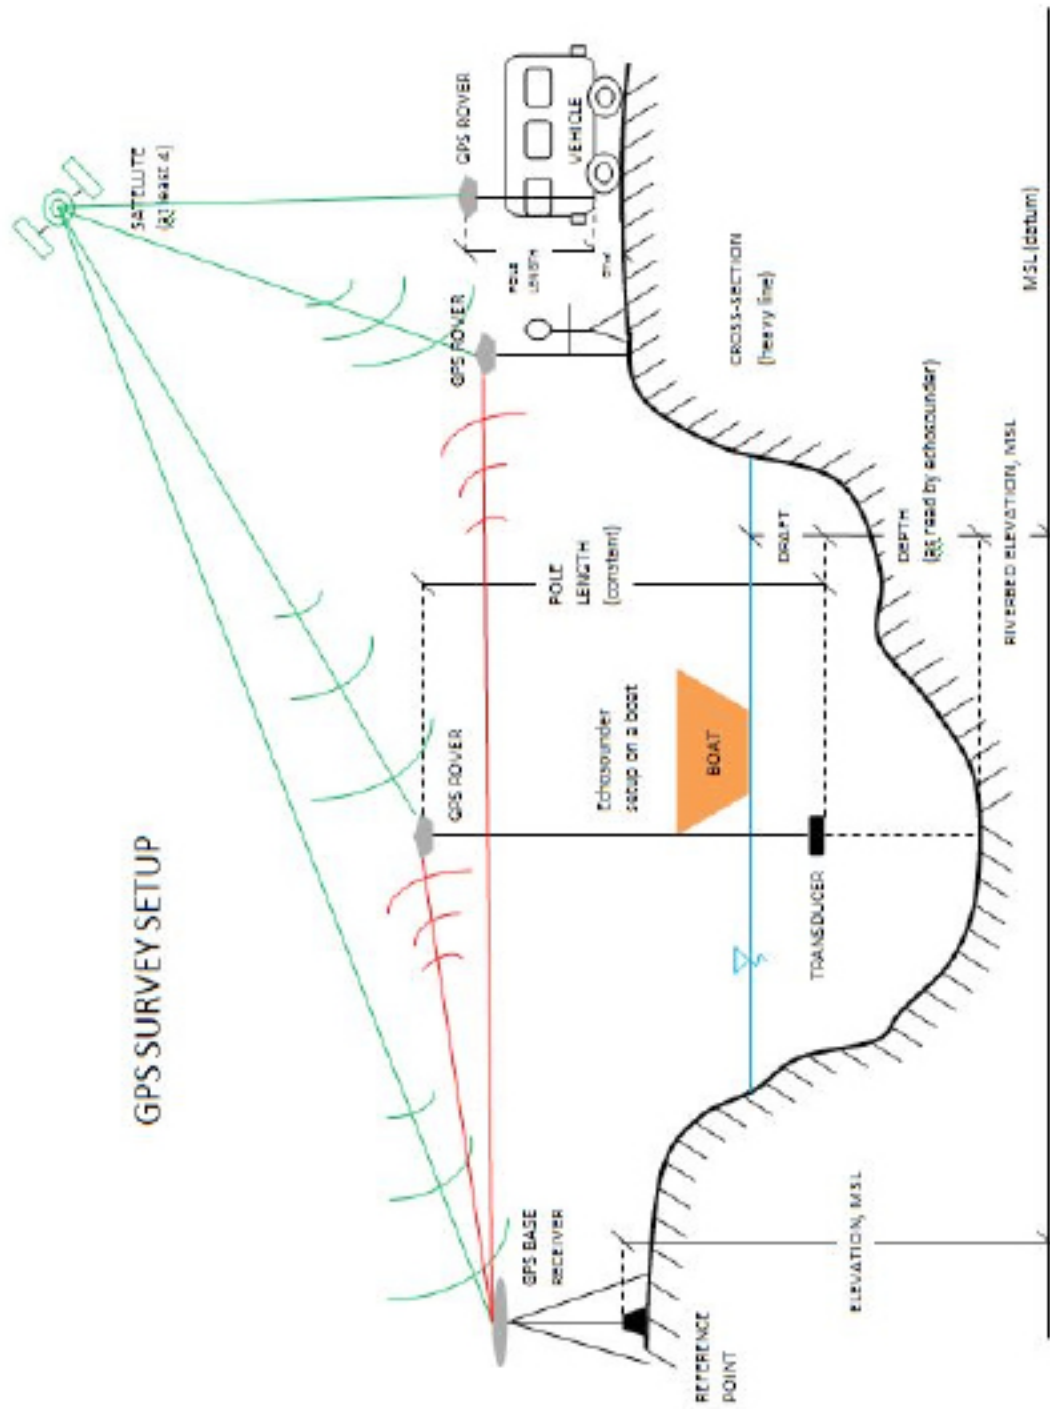 GPS SURVEY SETUP
SATELLITE
(at least 4)
GPS ROVER
VEHICLE
POLE
LENGTH
GPS ROVER
CROSS-SECTION
(heavy line)
MSL (datum)
POLE
LENGTH
(constant)
DRAFT
DEPTH
(as read by echosounder)
RIVERBED ELEVATION, MSL
GPS ROVER
Echosounder
setup on a boat
BOAT
TRANSDUCER
GPS BASE
RECEIVER
REFERENCE
POINT
ELEVATION, MSL